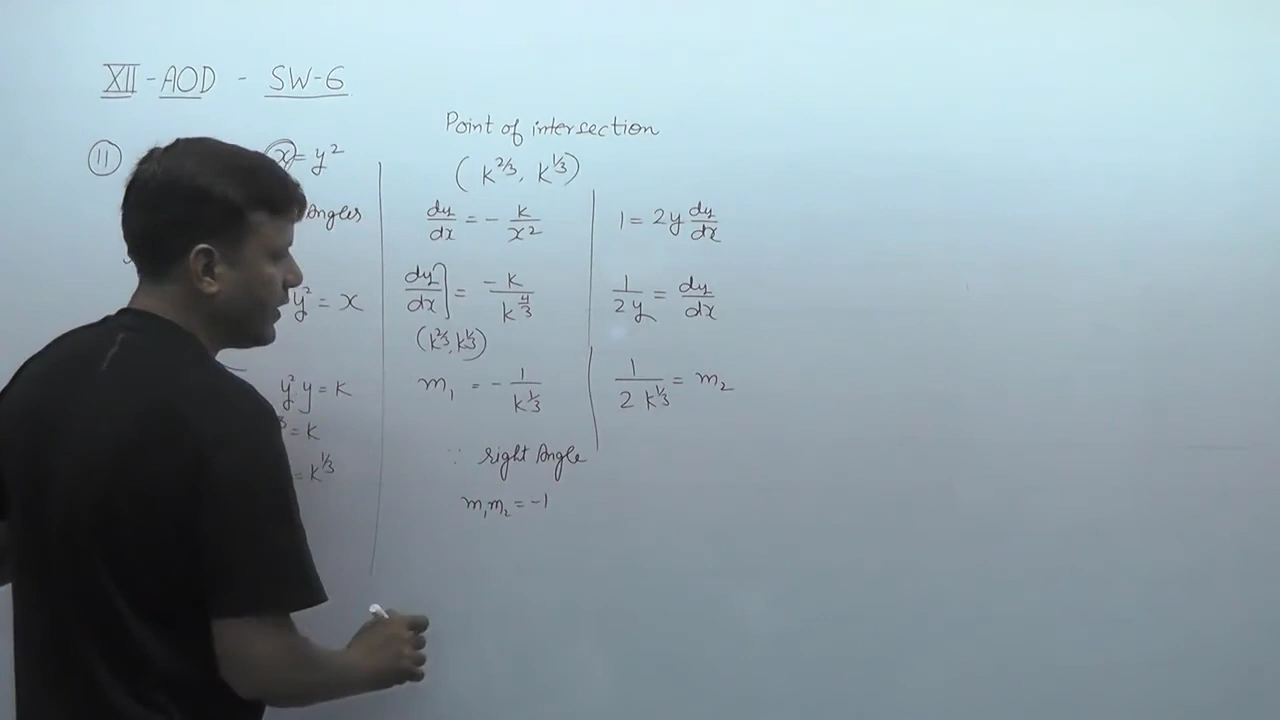 XII - AOD - SW-6
11 x = y²
Angles
y² = x
y² y = k
³ = k
= k^{1/3}
Point of intersection
(k^{2/3}, k^{1/3})
dy/dx = - k/x²
dy/dx] = -k/k^{4/3}
(k^{2/3}, k^{1/3})
m₁ = - 1/k^{1/3}
∵ right Angle
m₁m₂ = -1
1 = 2y dy/dx
1/2y = dy/dx
1/2 k^{1/3} = m₂